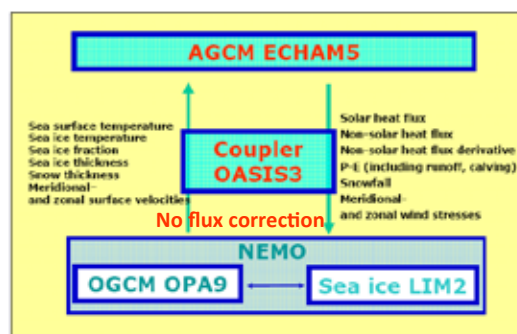 AGCM ECHAM5
Sea surface temperature
Sea ice temperature
Sea ice fraction
Sea ice thickness
Snow thickness
Meridional-
and zonal surface velocities
Coupler
OASIS3
Solar heat flux
Non-solar heat flux
Non-solar heat flux derivative
P-E (including runoff, calving)
Snowfall
Meridional-
and zonal wind stresses
No flux correction
NEMO
OGCM OPA9
Sea ice LIM2